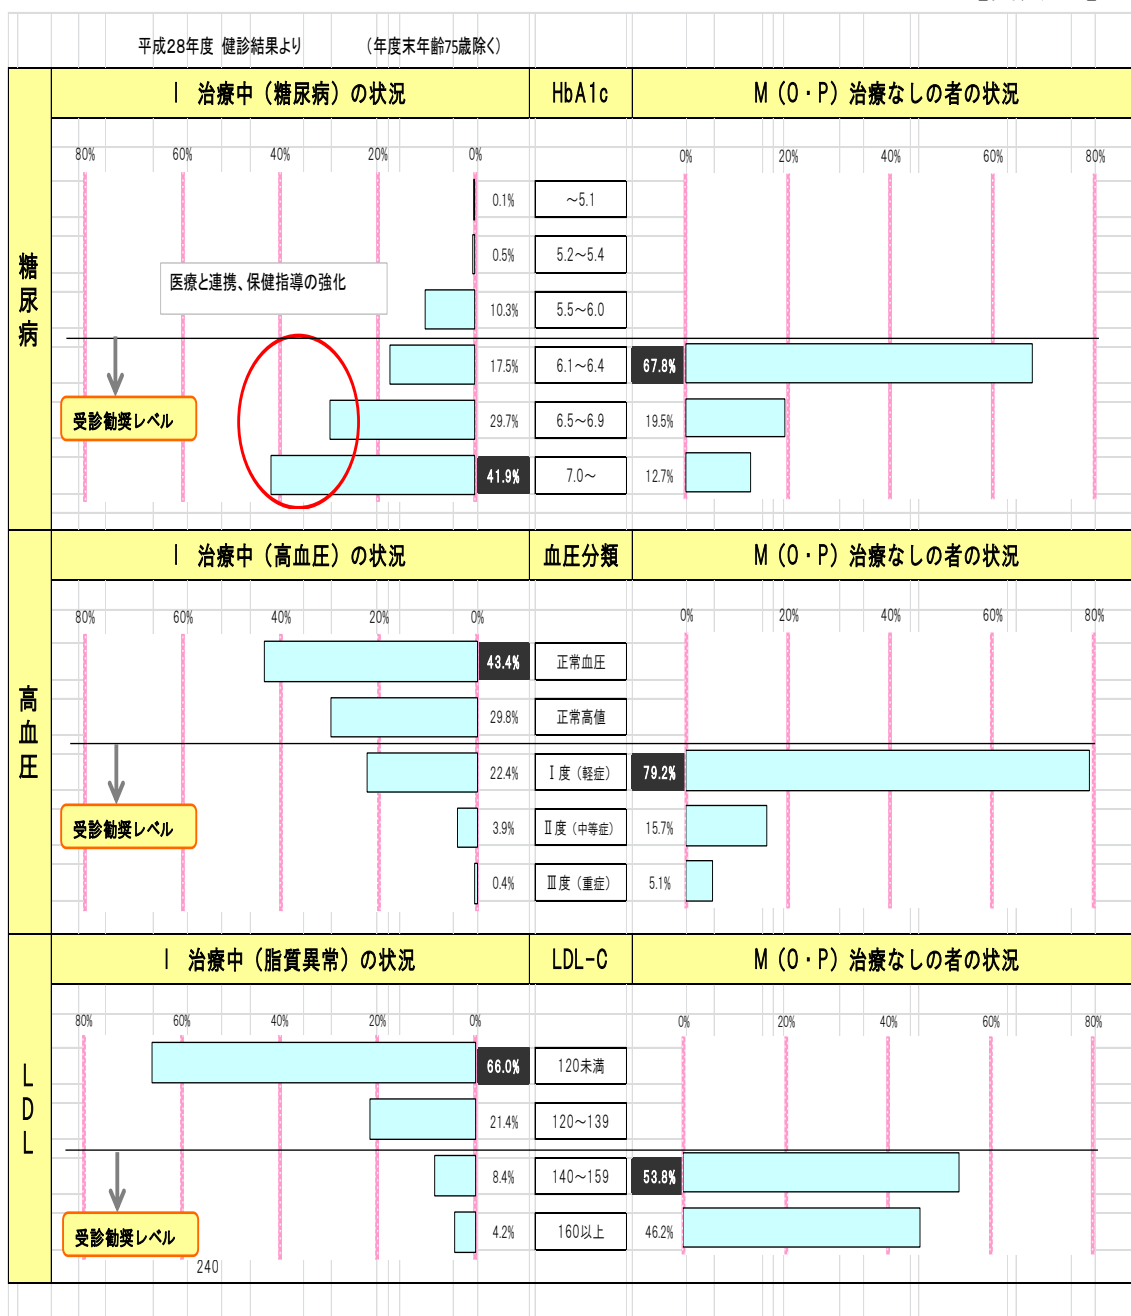 平成28年度 健診結果より （年度末年齢75歳除く）
糖尿病
Ⅰ 治療中（糖尿病）の状況 HbA1c M（O・P）治療なしの者の状況
80% 60% 40% 20% 0% 0% 20% 40% 60% 80%
0.1% ～5.1
0.5% 5.2～5.4
医療と連携、保健指導の強化
10.3% 5.5～6.0
17.5% 6.1～6.4 67.8%
受診勧奨レベル
29.7% 6.5～6.9 19.5%
41.9% 7.0～ 12.7%
高血圧
Ⅰ 治療中（高血圧）の状況 血圧分類 M（O・P）治療なしの者の状況
80% 60% 40% 20% 0% 0% 20% 40% 60% 80%
43.4% 正常血圧
29.8% 正常高値
22.4% Ⅰ度（軽症） 79.2%
受診勧奨レベル
3.9% Ⅱ度（中等症） 15.7%
0.4% Ⅲ度（重症） 5.1%
LDL
Ⅰ 治療中（脂質異常）の状況 LDL-C M（O・P）治療なしの者の状況
80% 60% 40% 20% 0% 0% 20% 40% 60% 80%
66.0% 120未満
21.4% 120～139
8.4% 140～159 53.8%
受診勧奨レベル
4.2% 160以上 46.2%
240